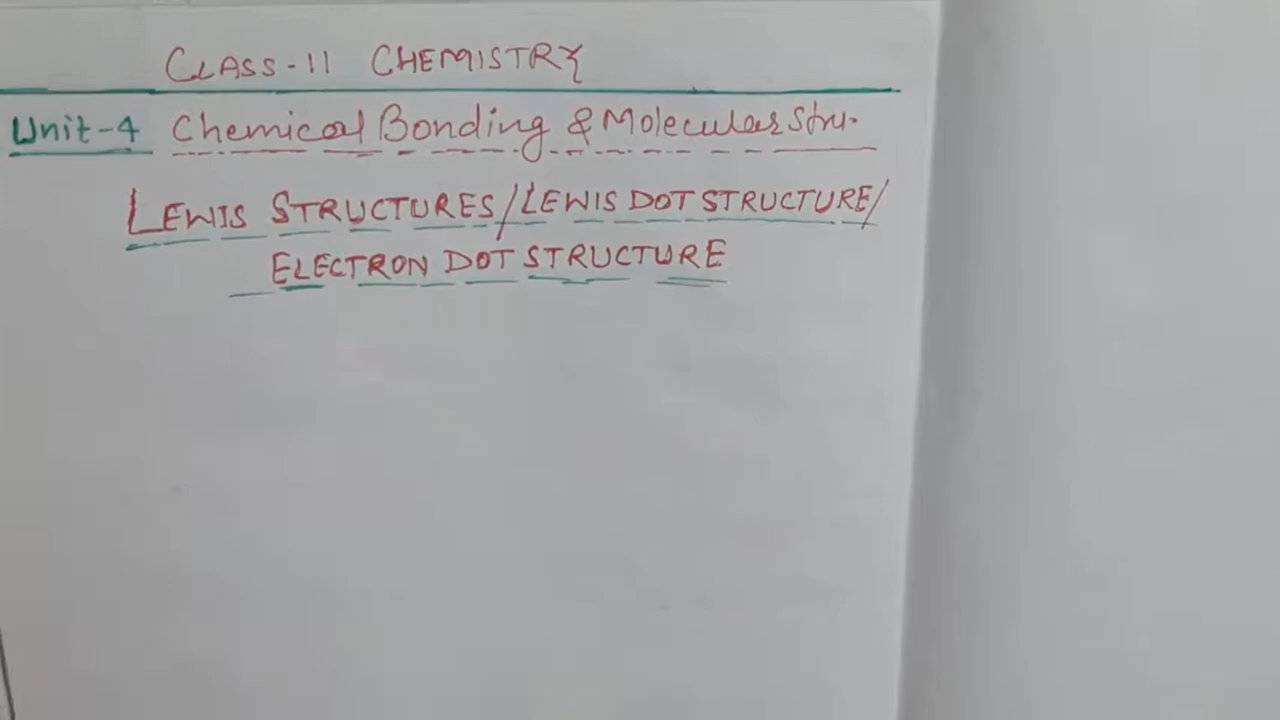 CLASS-11 CHEMISTRY
Unit-4 Chemical Bonding & Molecular Stru.
LEWIS STRUCTURES/LEWIS DOT STRUCTURE/
ELECTRON DOT STRUCTURE